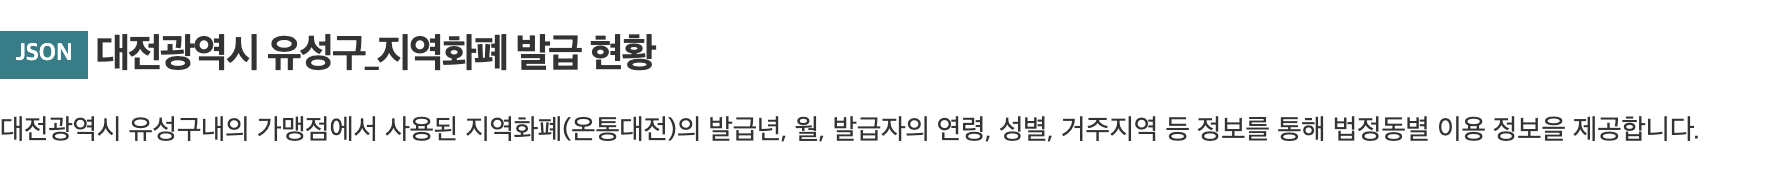 JSON 대전광역시 유성구_지역화폐 발급 현황
대전광역시 유성구내의 가맹점에서 사용된 지역화폐(온통대전)의 발급년, 월, 발급자의 연령, 성별, 거주지역 등 정보를 통해 법정동별 이용 정보을 제공합니다.